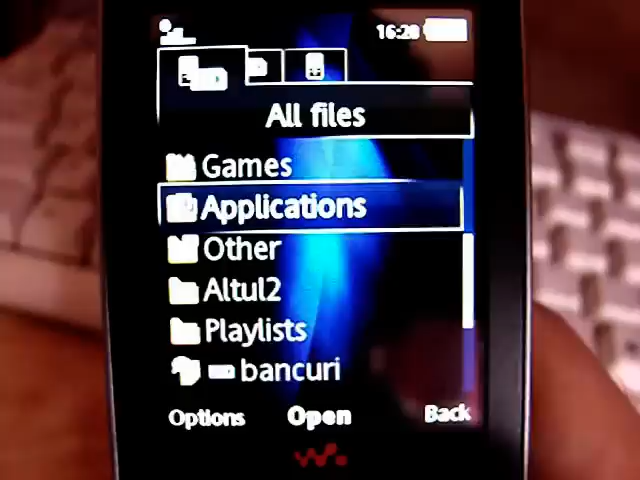 16:28
All files
Games
Applications
Other
Altul2
Playlists
bancuri
Options Open Back